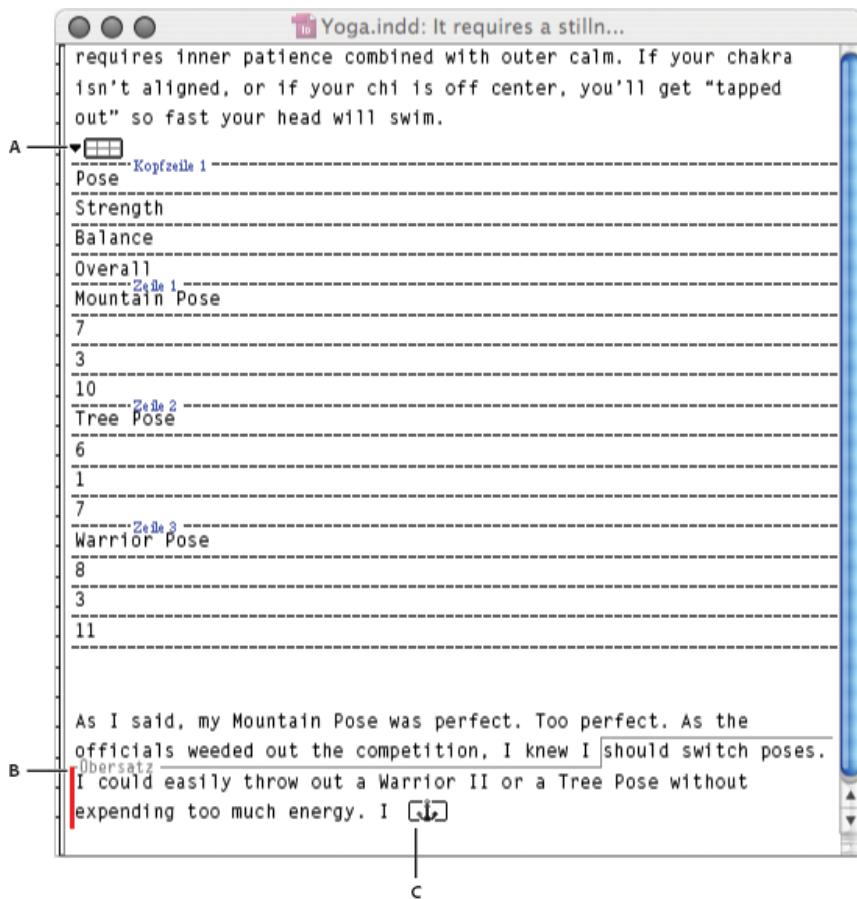 Yoga.indd: It requires a stilln...
requires inner patience combined with outer calm. If your chakra
isn't aligned, or if your chi is off center, you'll get “tapped
out” so fast your head will swim.
A
Kopfzeile 1
Pose
Strength
Balance
Overall
Zeile 1
Mountain Pose
7
3
10
Zeile 2
Tree Pose
6
1
7
Zeile 3
Warrior Pose
8
3
11
As I said, my Mountain Pose was perfect. Too perfect. As the
officials weeded out the competition, I knew I should switch poses.
B
Übersatz
I could easily throw out a Warrior II or a Tree Pose without
expending too much energy. I
C